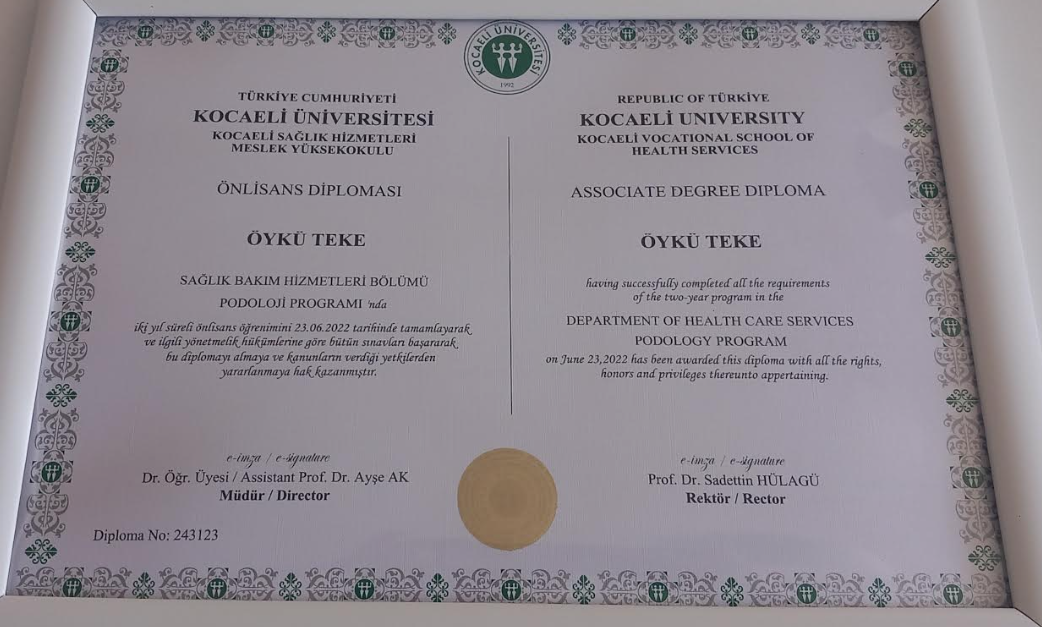 KOCAELİ ÜNİVERSİTESİ
1992
TÜRKİYE CUMHURİYETİ
KOCAELİ ÜNİVERSİTESİ
KOCAELİ SAĞLIK HİZMETLERİ
MESLEK YÜKSEKOKULU
ÖNLİSANS DİPLOMASI
ÖYKÜ TEKE
SAĞLIK BAKIM HİZMETLERİ BÖLÜMÜ
PODOLOJİ PROGRAMI 'nda
iki yıl süreli önlisans öğrenimini 23.06.2022 tarihinde tamamlayarak
ve ilgili yönetmelik hükümlerine göre bütün sınavları başararak
bu diplomayı almaya ve kanunların verdiği yetkilerden
yararlanmaya hak kazanmıştır.
e-imza / e-signature
Dr. Öğr. Üyesi / Assistant Prof. Dr. Ayşe AK
Müdür / Director
Diploma No: 243123
REPUBLIC OF TÜRKİYE
KOCAELİ UNIVERSITY
KOCAELİ VOCATIONAL SCHOOL OF
HEALTH SERVICES
ASSOCIATE DEGREE DIPLOMA
ÖYKÜ TEKE
having successfully completed all the requirements
of the two-year program in the
DEPARTMENT OF HEALTH CARE SERVICES
PODOLOGY PROGRAM
on June 23,2022 has been awarded this diploma with all the rights,
honors and privileges thereunto appertaining.
e-imza / e-signature
Prof. Dr. Sadettin HÜLAGÜ
Rektör / Rector